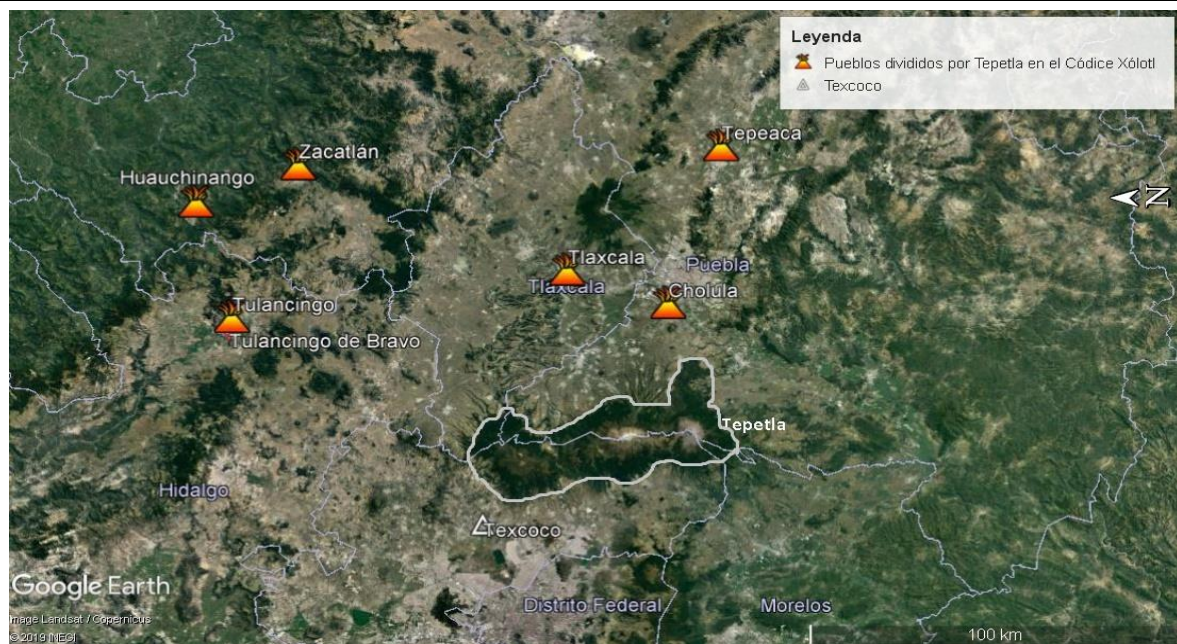 Leyenda
Pueblos divididos por Tepetla en el Códice Xólotl
Texcoco
Tepeaca
Zacatlán
Huauchinango
N
Tlaxcala
Puebla
Tlaxcala
Cholula
Tulancingo
Tulancingo de Bravo
Tepetla
Hidalgo
Texcoco
Google Earth
Distrito Federal
Morelos
mage Landsat / Copernicus
© 2019 INEGI
100 km